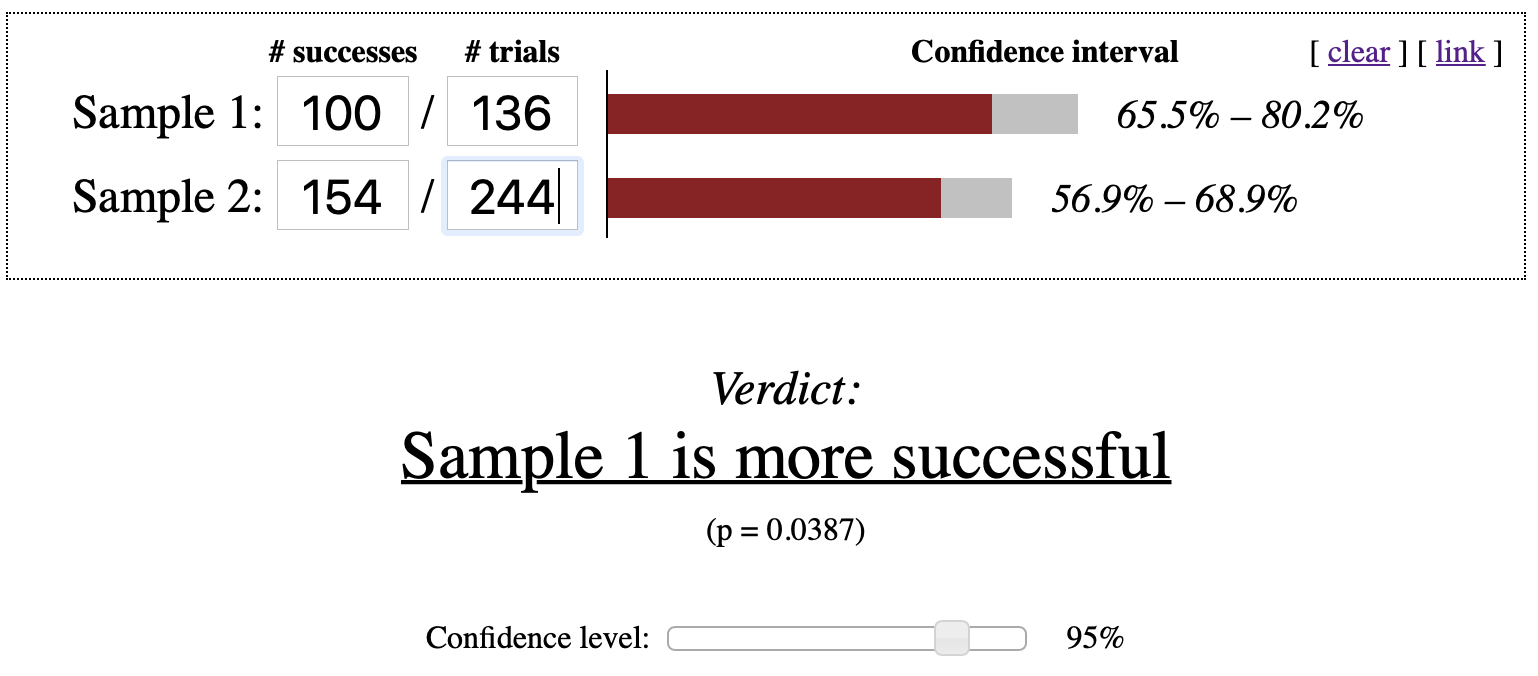 # successes # trials Confidence interval [ clear ] [ link ]
Sample 1: 100 / 136 65.5% – 80.2%
Sample 2: 154 / 244 56.9% – 68.9%
Verdict:
Sample 1 is more successful
(p = 0.0387)
Confidence level: 95%